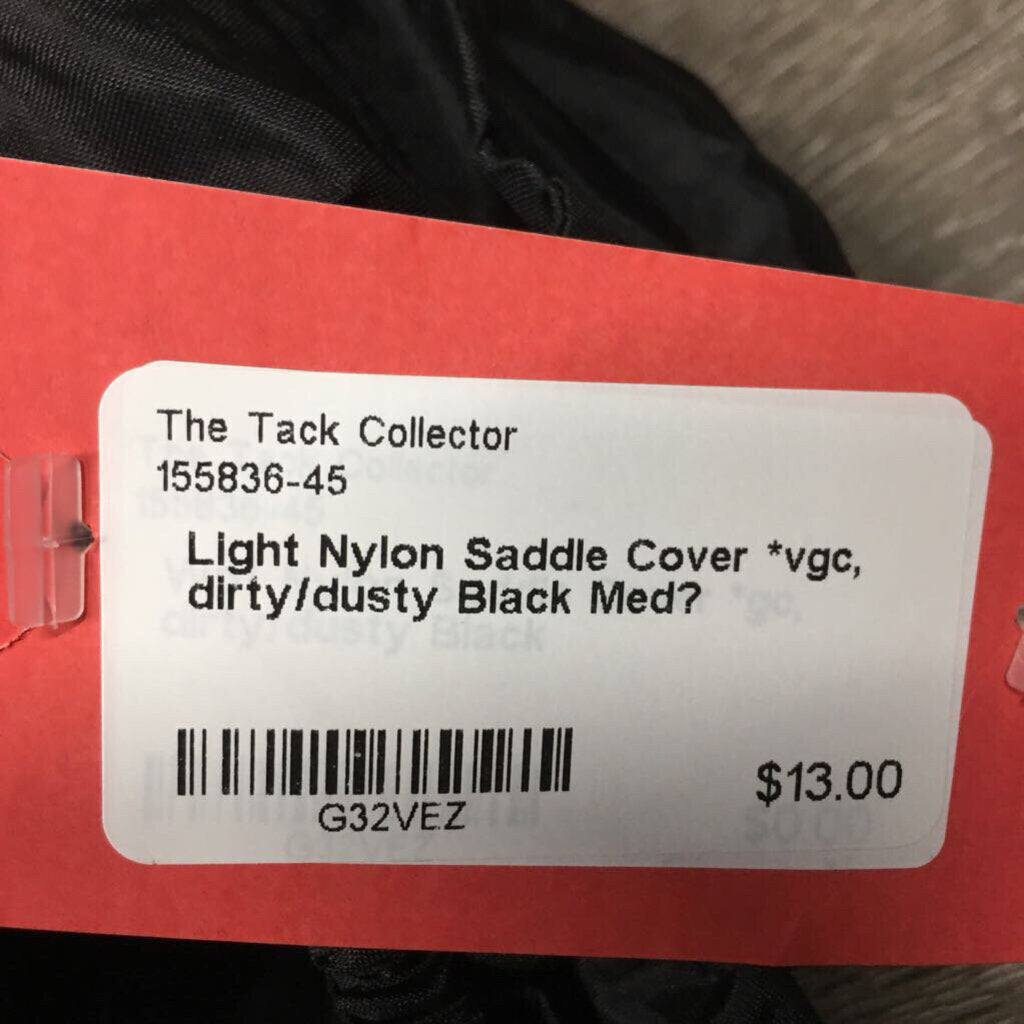 The Tack Collector
155836-45
Light Nylon Saddle Cover *vgc,
dirty/dusty Black Med?
G32VEZ
$13.00